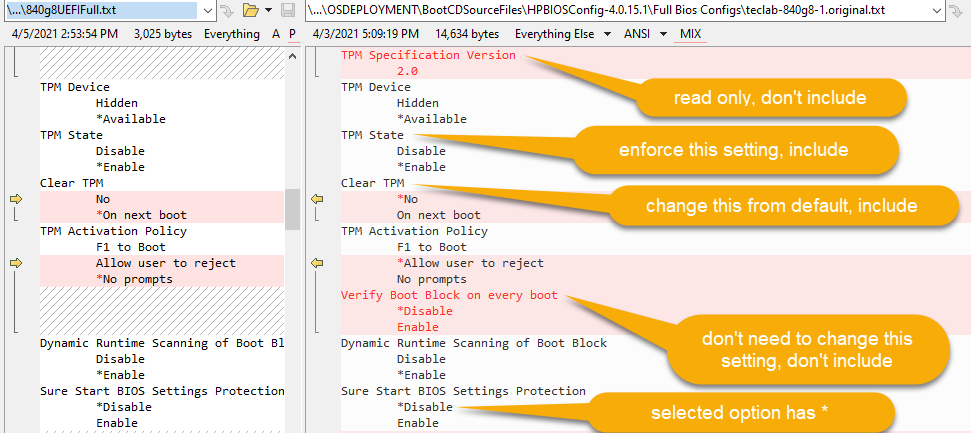 \...\840g8UEFIFull.txt
4/5/2021 2:53:54 PM 3,025 bytes Everything A P
TPM Device
Hidden
*Available
TPM State
Disable
*Enable
Clear TPM
No
*On next boot
TPM Activation Policy
F1 to Boot
Allow user to reject
*No prompts
Dynamic Runtime Scanning of Boot Bl
Disable
*Enable
Sure Start BIOS Settings Protection
*Disable
Enable
\...\OSDEPLOYMENT\BootCDSourceFiles\HPBIOSConfig-4.0.15.1\Full Bios Configs\teclab-840g8-1.original.txt
4/3/2021 5:09:19 PM 14,634 bytes Everything Else ANSI MIX
TPM Specification Version
2.0
read only, don't include
TPM Device
Hidden
*Available
TPM State
Disable
*Enable
enforce this setting, include
Clear TPM
*No
On next boot
change this from default, include
TPM Activation Policy
F1 to Boot
*Allow user to reject
No prompts
Verify Boot Block on every boot
*Disable
Enable
don't need to change this
setting, don't include
Dynamic Runtime Scanning of Boot Block
Disable
*Enable
Sure Start BIOS Settings Protection
*Disable
Enable
selected option has *